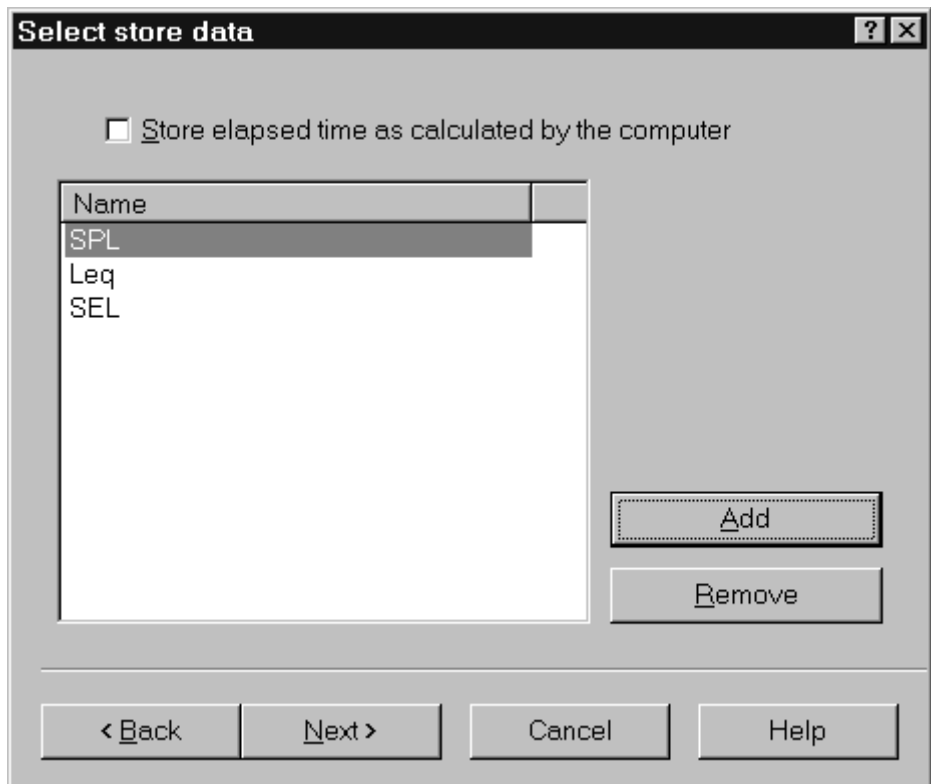 Select store data
Store elapsed time as calculated by the computer
Name
SPL
Leq
SEL
Add
Remove
< Back
Next >
Cancel
Help